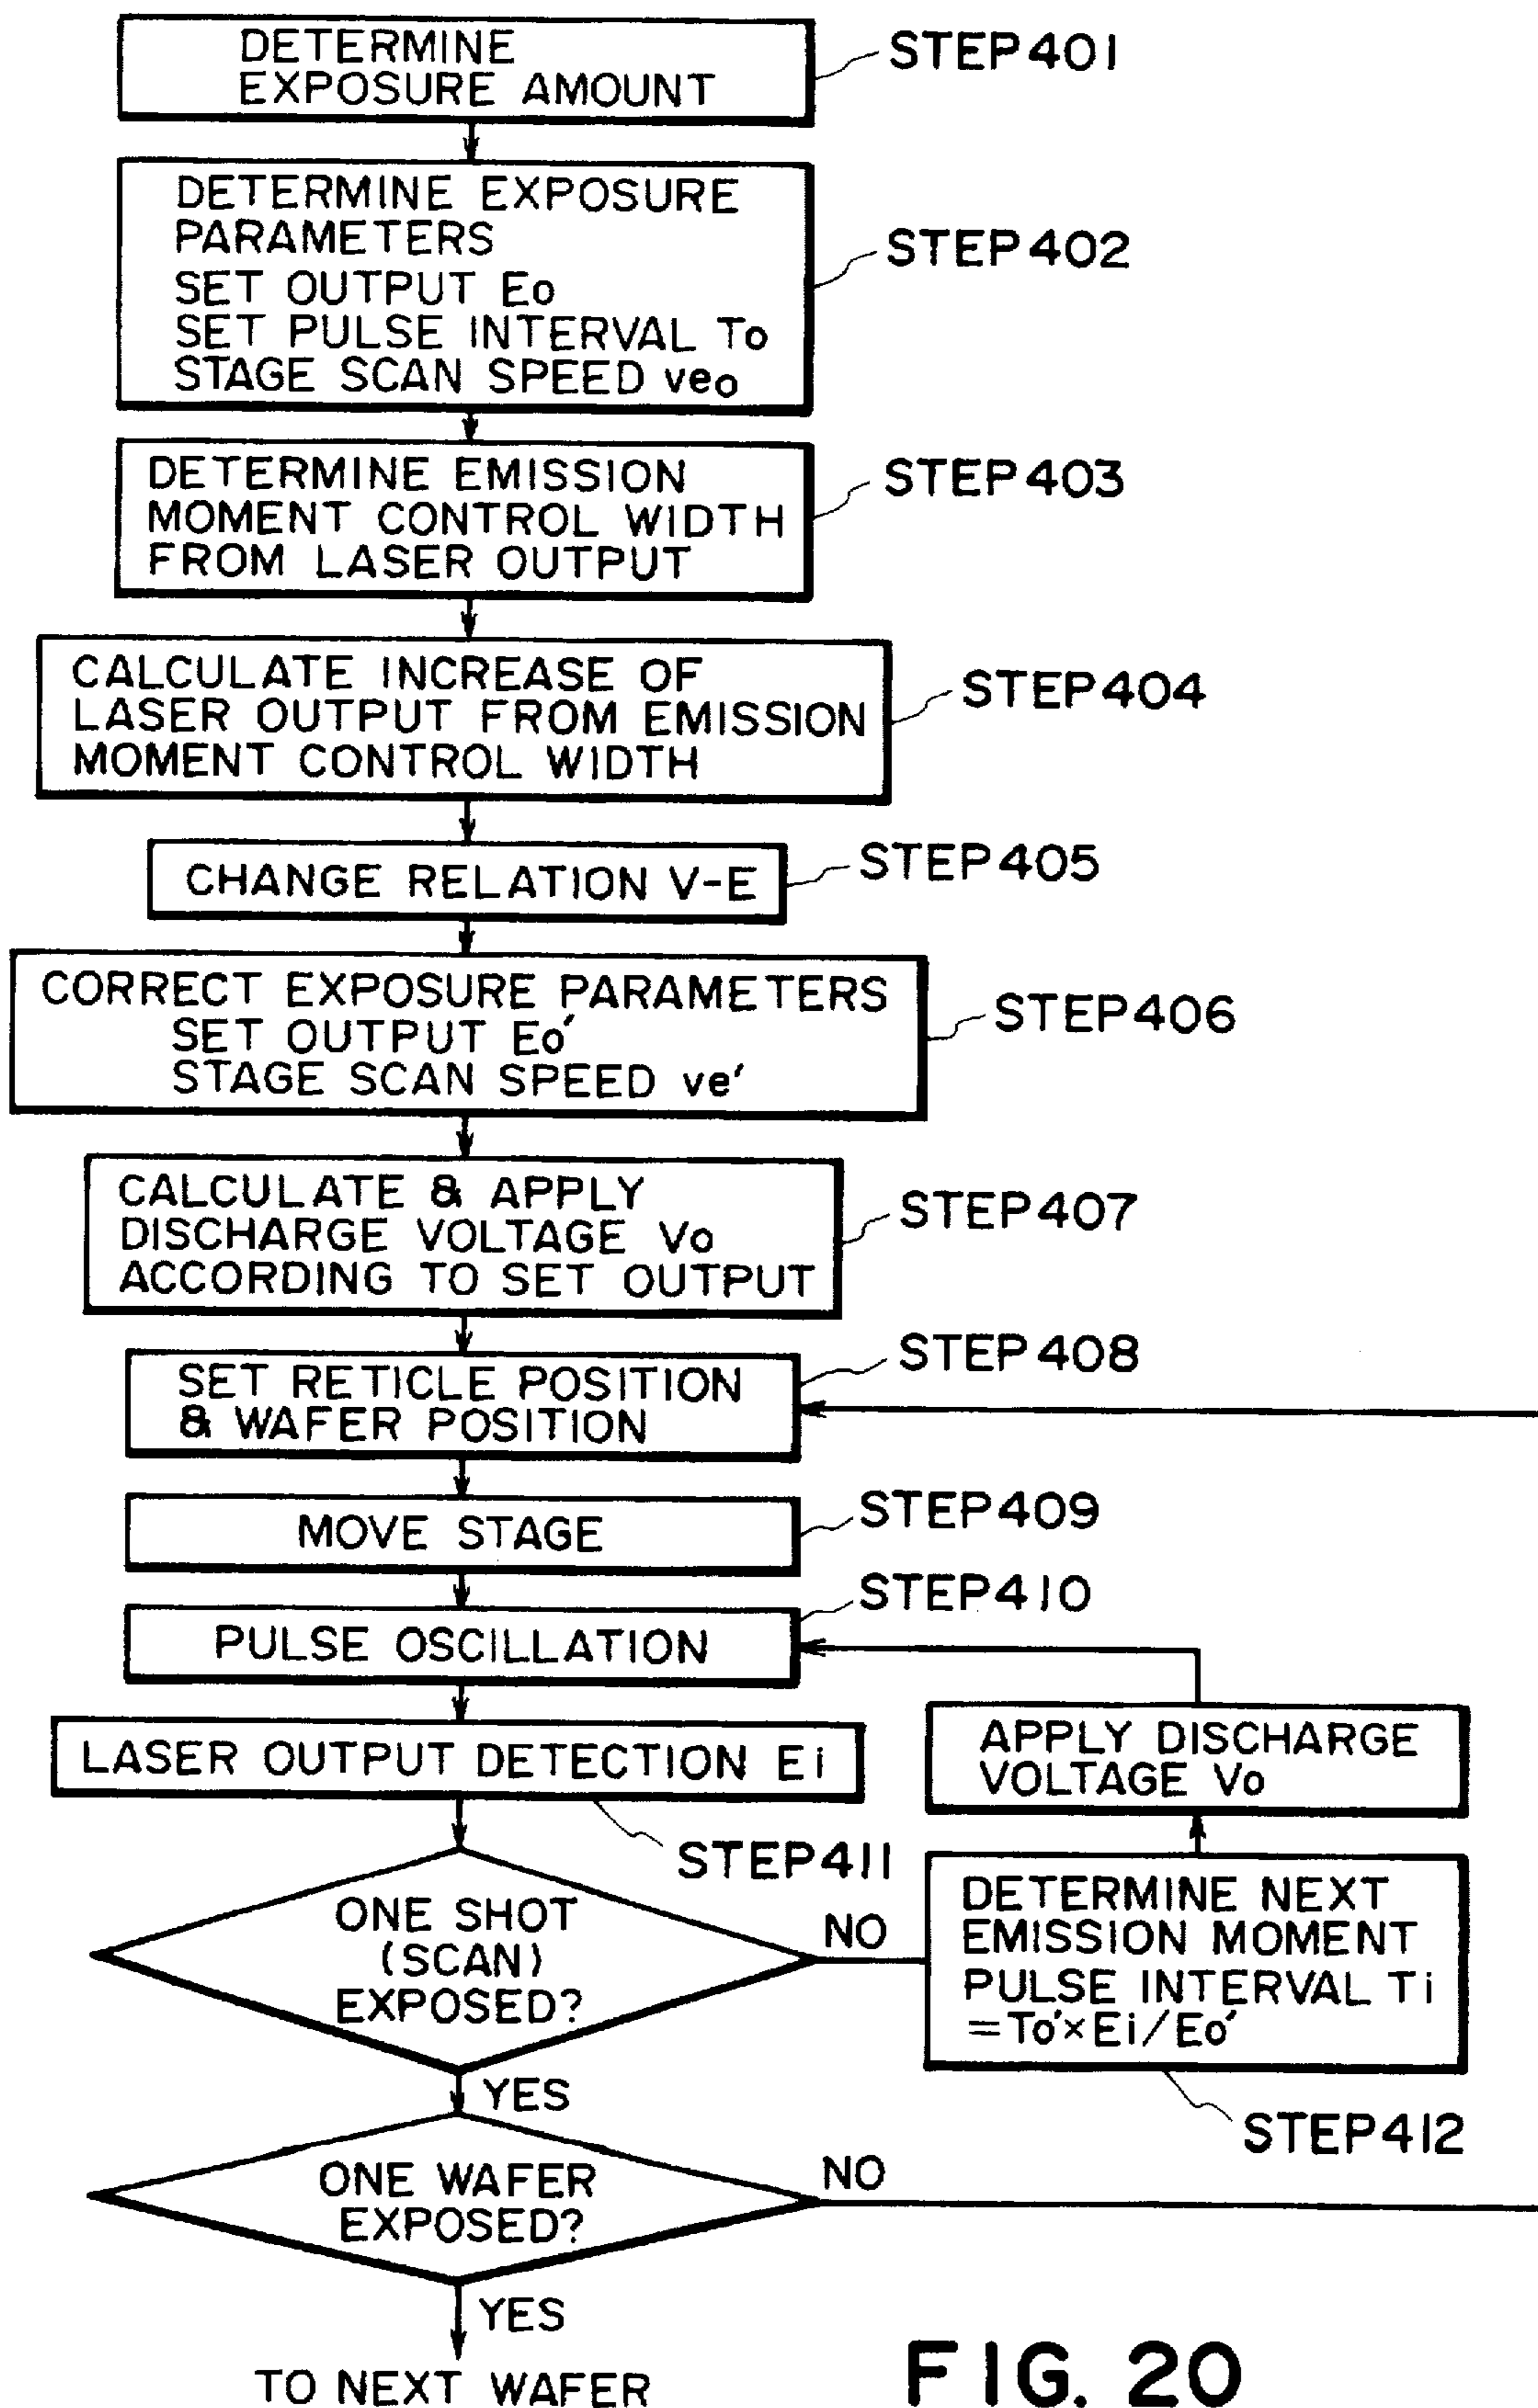 DETERMINE
EXPOSURE AMOUNT
STEP401
DETERMINE EXPOSURE
PARAMETERS
SET OUTPUT Eo
SET PULSE INTERVAL To
STAGE SCAN SPEED veo
STEP402
DETERMINE EMISSION
MOMENT CONTROL WIDTH
FROM LASER OUTPUT
STEP403
CALCULATE INCREASE OF
LASER OUTPUT FROM EMISSION
MOMENT CONTROL WIDTH
STEP404
CHANGE RELATION V-E
STEP405
CORRECT EXPOSURE PARAMETERS
SET OUTPUT Eo'
STAGE SCAN SPEED ve'
STEP406
CALCULATE & APPLY
DISCHARGE VOLTAGE Vo
ACCORDING TO SET OUTPUT
STEP407
SET RETICLE POSITION
& WAFER POSITION
STEP408
MOVE STAGE
STEP409
PULSE OSCILLATION
STEP410
LASER OUTPUT DETECTION Ei
STEP411
APPLY DISCHARGE
VOLTAGE Vo
ONE SHOT
(SCAN)
EXPOSED?
NO
DETERMINE NEXT
EMISSION MOMENT
PULSE INTERVAL Ti
=To'×Ei/Eo'
STEP412
YES
ONE WAFER
EXPOSED?
NO
YES
TO NEXT WAFER
FIG. 20